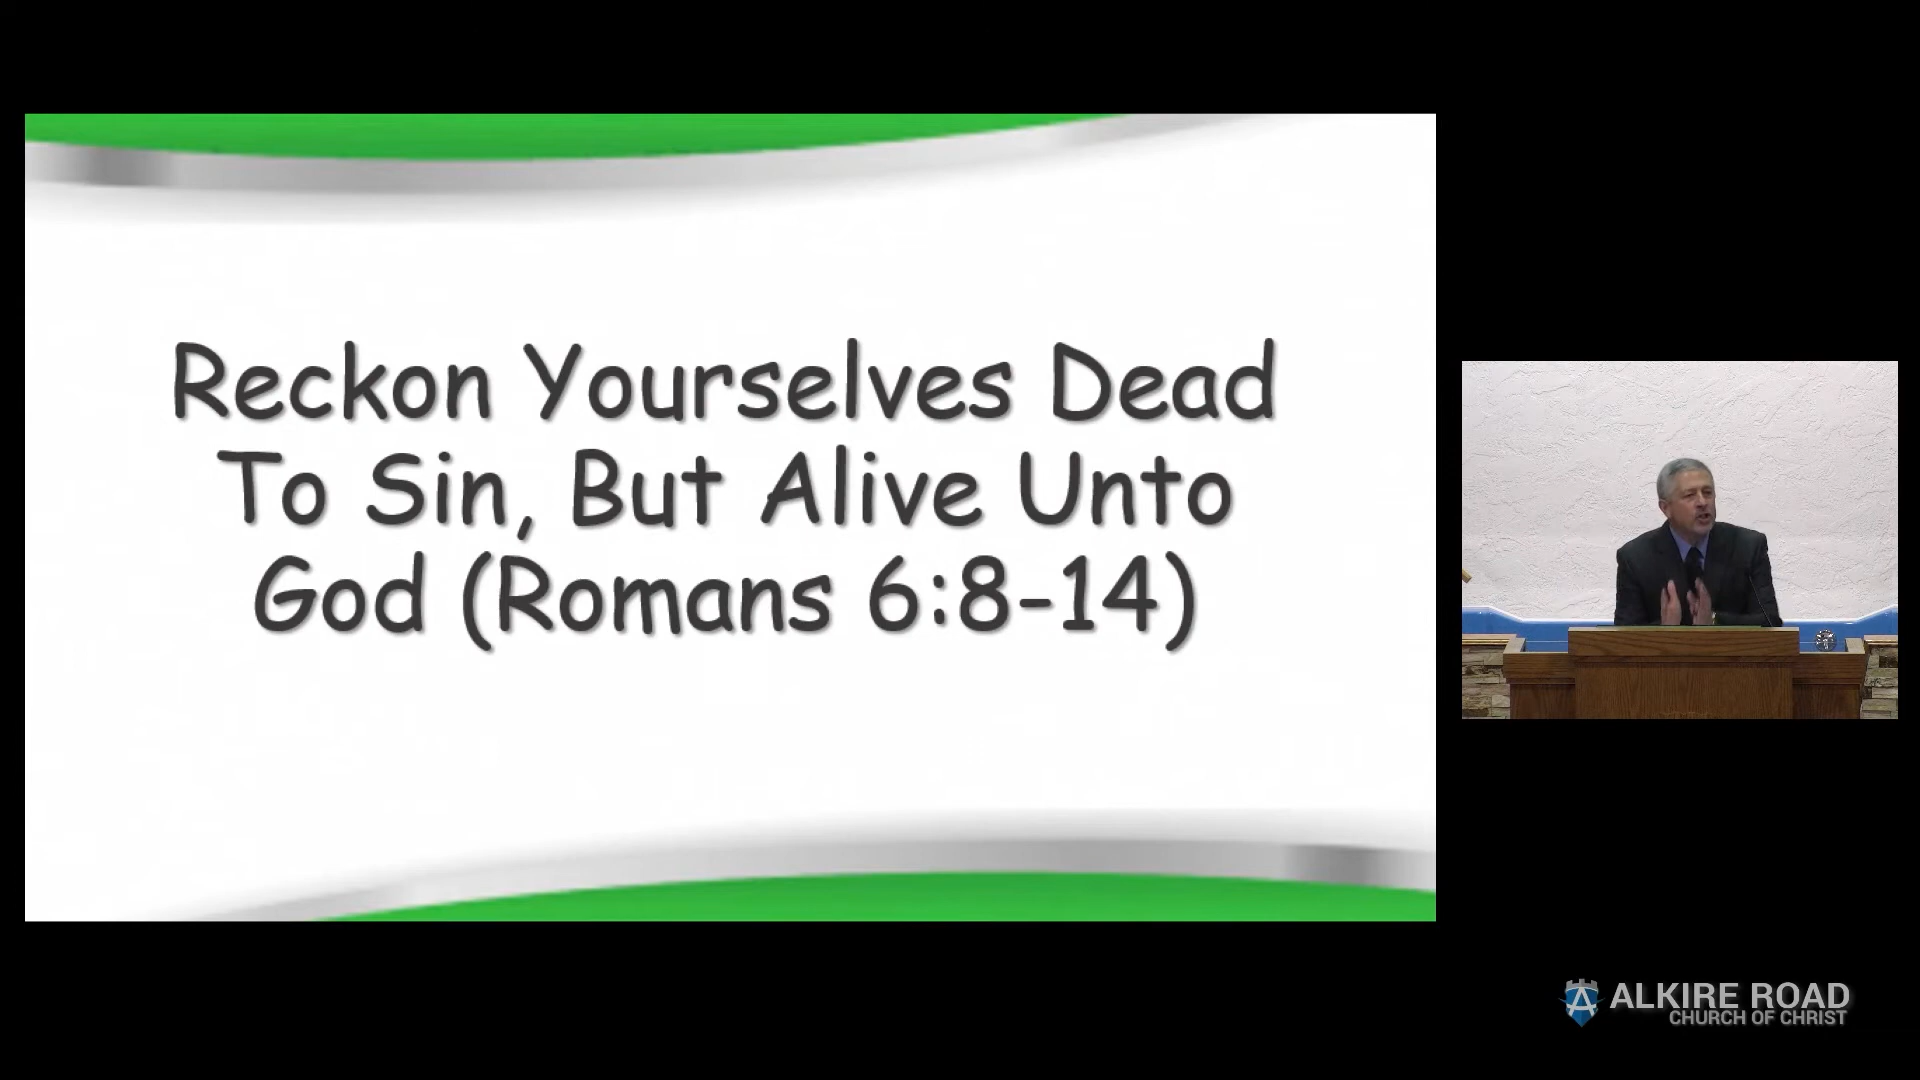 Reckon Yourselves Dead
To Sin, But Alive Unto
God (Romans 6:8-14)
ALKIRE ROAD
CHURCH OF CHRIST